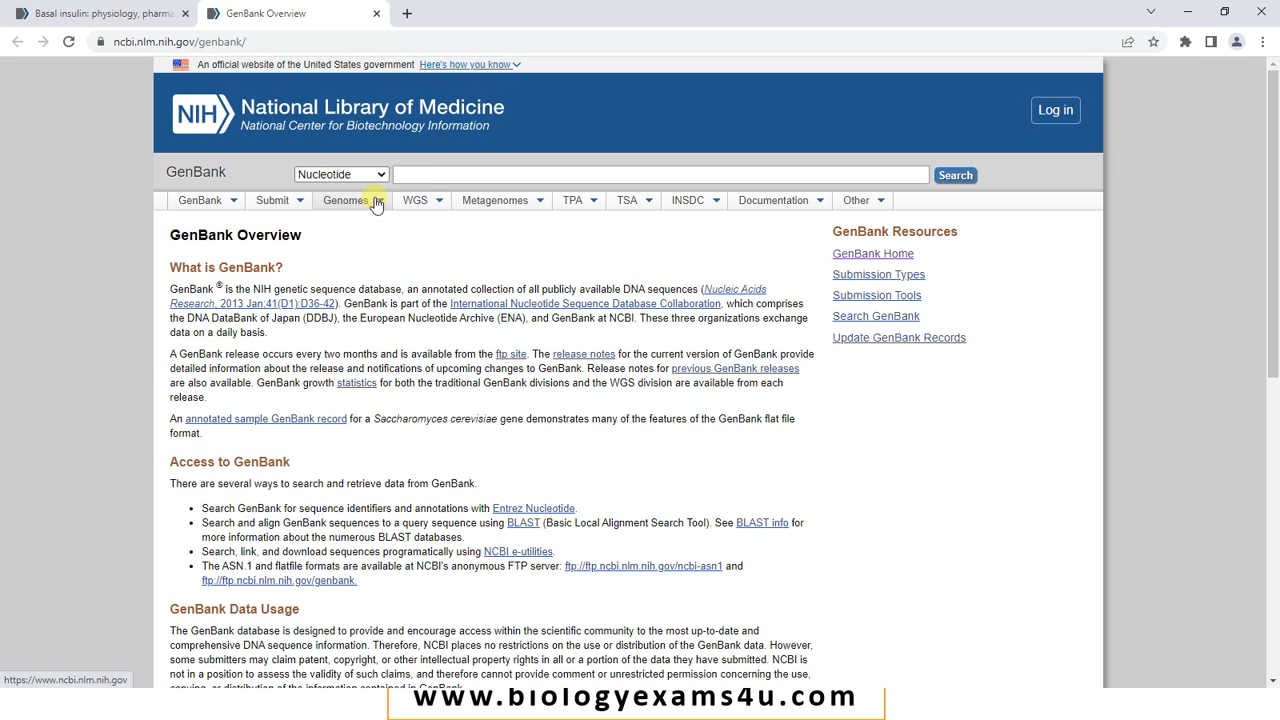 Basal insulin: physiology, pharma
GenBank Overview
ncbi.nlm.nih.gov/genbank/
An official website of the United States government Here's how you know
NIH National Library of Medicine
National Center for Biotechnology Information
Log in
GenBank
Nucleotide
Search
GenBank Submit Genomes WGS Metagenomes TPA TSA INSDC Documentation Other
GenBank Overview
What is GenBank?
GenBank ® is the NIH genetic sequence database, an annotated collection of all publicly available DNA sequences (Nucleic Acids
Research, 2013 Jan;41(D1):D36-42). GenBank is part of the International Nucleotide Sequence Database Collaboration, which comprises
the DNA DataBank of Japan (DDBJ), the European Nucleotide Archive (ENA), and GenBank at NCBI. These three organizations exchange
data on a daily basis.
A GenBank release occurs every two months and is available from the ftp site. The release notes for the current version of GenBank provide
detailed information about the release and notifications of upcoming changes to GenBank. Release notes for previous GenBank releases
are also available. GenBank growth statistics for both the traditional GenBank divisions and the WGS division are available from each
release.
An annotated sample GenBank record for a Saccharomyces cerevisiae gene demonstrates many of the features of the GenBank flat file
format.
Access to GenBank
There are several ways to search and retrieve data from GenBank.
• Search GenBank for sequence identifiers and annotations with Entrez Nucleotide.
• Search and align GenBank sequences to a query sequence using BLAST (Basic Local Alignment Search Tool). See BLAST info for
more information about the numerous BLAST databases.
• Search, link, and download sequences programatically using NCBI e-utilities.
• The ASN.1 and flatfile formats are available at NCBI's anonymous FTP server: ftp://ftp.ncbi.nlm.nih.gov/ncbi-asn1 and
ftp://ftp.ncbi.nlm.nih.gov/genbank.
GenBank Data Usage
The GenBank database is designed to provide and encourage access within the scientific community to the most up-to-date and
comprehensive DNA sequence information. Therefore, NCBI places no restrictions on the use or distribution of the GenBank data. However,
some submitters may claim patent, copyright, or other intellectual property rights in all or a portion of the data they have submitted. NCBI is
not in a position to assess the validity of such claims, and therefore cannot provide comment or unrestricted permission concerning the use,
copying, or distribution of the information contained in GenBank.
GenBank Resources
GenBank Home
Submission Types
Submission Tools
Search GenBank
Update GenBank Records
https://www.ncbi.nlm.nih.gov
www.biologyexams4u.com